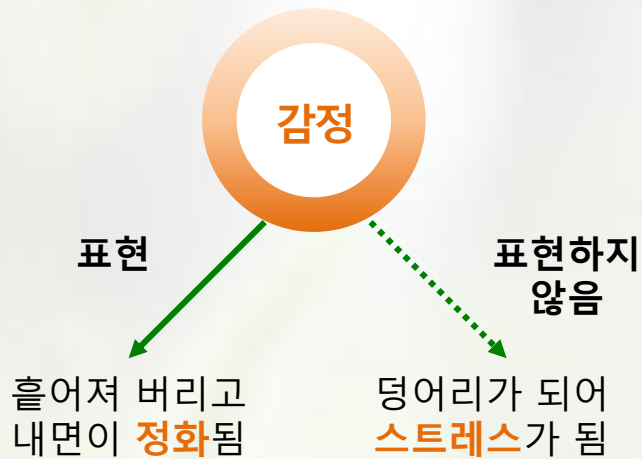 감정
표현
표현하지
않음
흩어져 버리고
내면이 정화됨
덩어리가 되어
스트레스가 됨